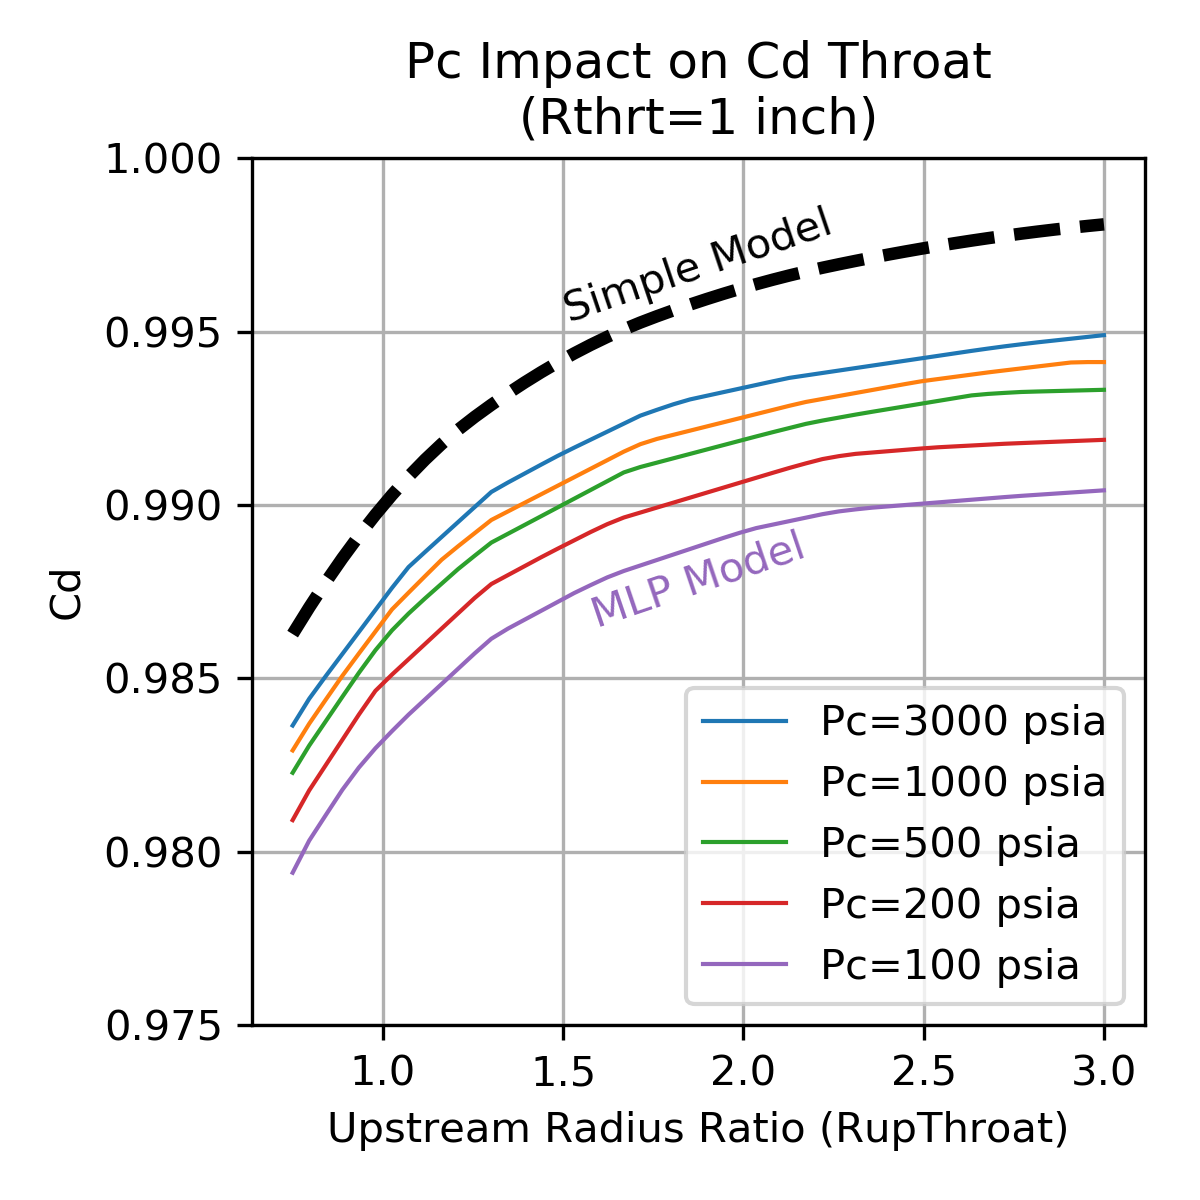 Pc Impact on Cd Throat
(Rthrt=1 inch)
1.000
0.995
0.990
0.985
0.980
0.975
Cd
Simple Model
MLP Model
Pc=3000 psia
Pc=1000 psia
Pc=500 psia
Pc=200 psia
Pc=100 psia
1.0 1.5 2.0 2.5 3.0
Upstream Radius Ratio (RupThroat)